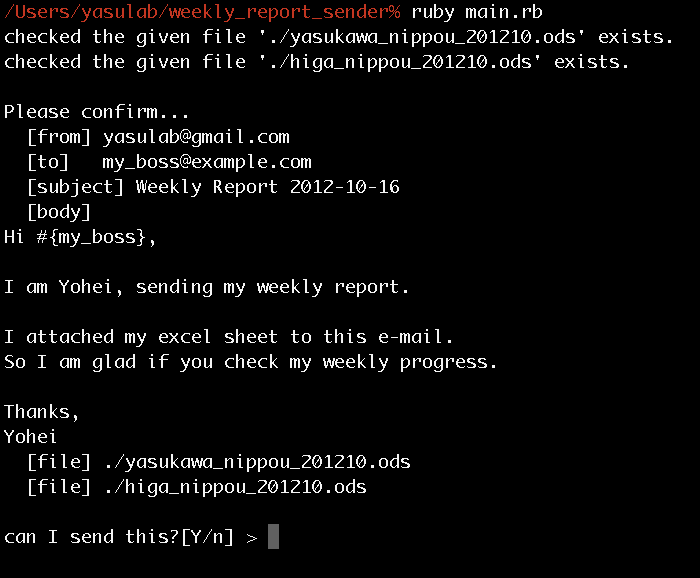 /Users/yasulab/weekly_report_sender% ruby main.rb
checked the given file './yasukawa_nippou_201210.ods' exists.
checked the given file './higa_nippou_201210.ods' exists.
Please confirm...
[from] yasulab@gmail.com
[to] my_boss@example.com
[subject] Weekly Report 2012-10-16
[body]
Hi #{my_boss},
I am Yohei, sending my weekly report.
I attached my excel sheet to this e-mail.
So I am glad if you check my weekly progress.
Thanks,
Yohei
[file] ./yasukawa_nippou_201210.ods
[file] ./higa_nippou_201210.ods
can I send this?[Y/n] >